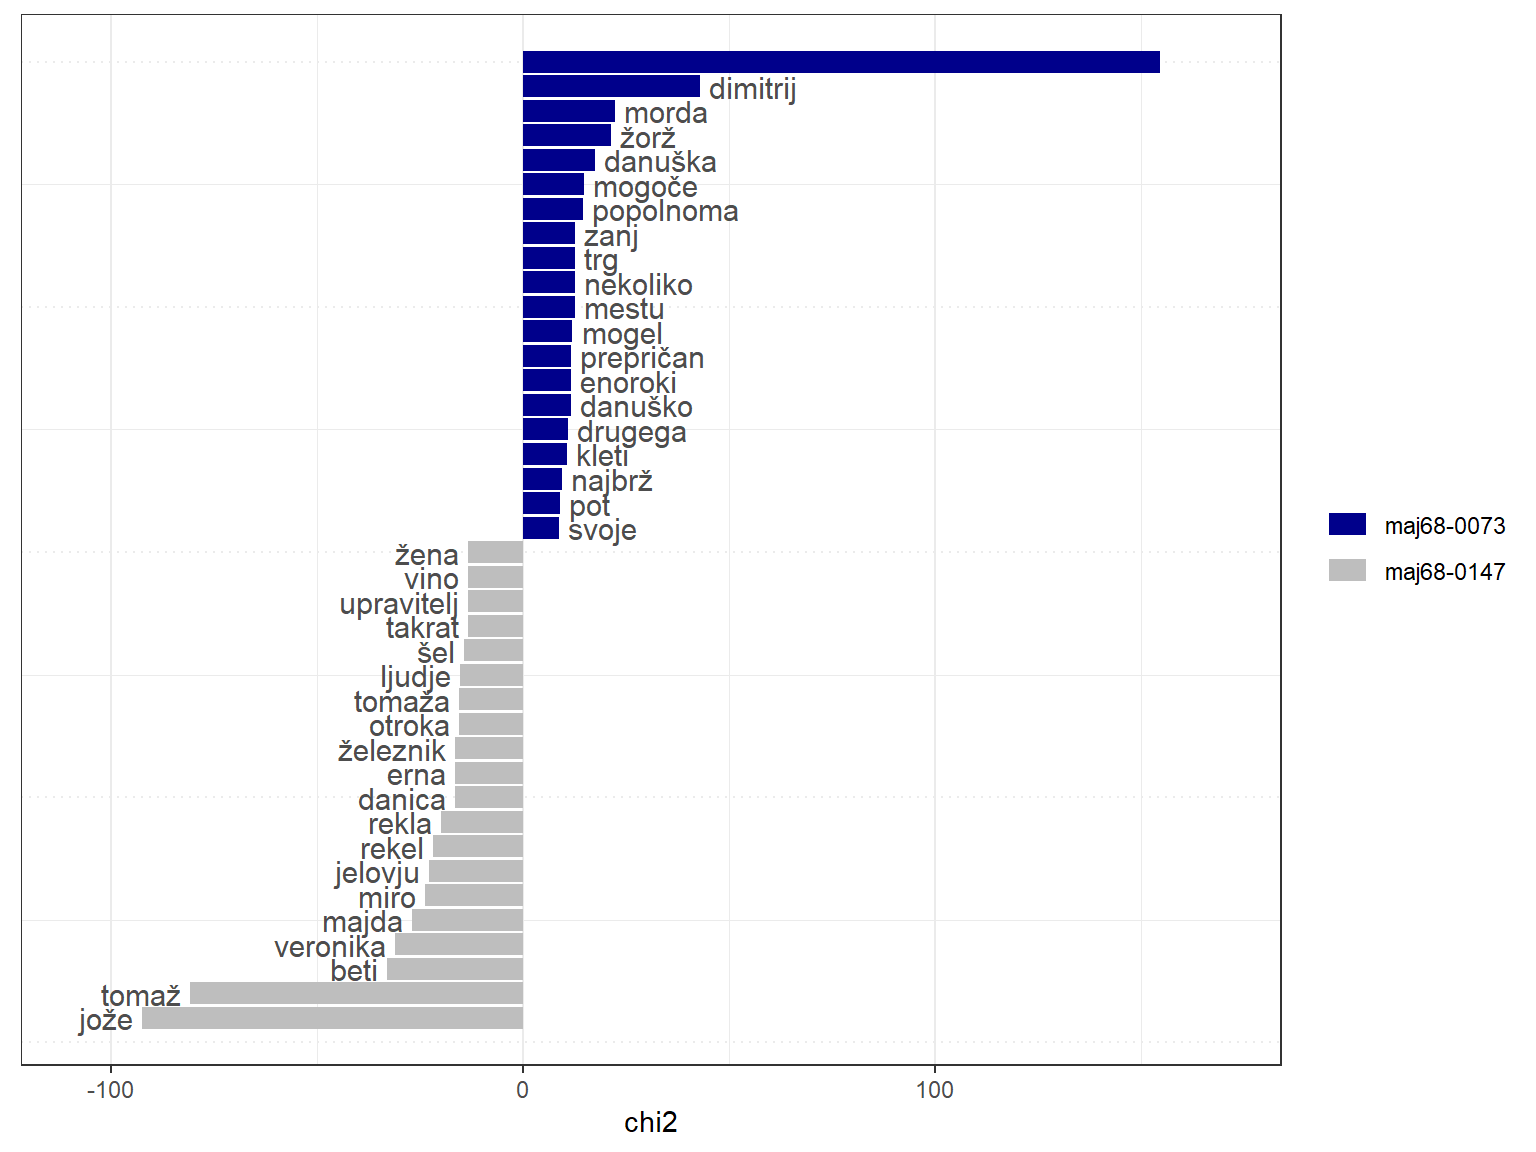 dimitrij
morda
žorž
danuška
mogoče
popolnoma
zanj
trg
nekoliko
mestu
mogel
prepričan
enoroki
danuško
drugega
kleti
najbrž
pot
svoje
žena
vino
upravitelj
takrat
šel
ljudje
tomaža
otroka
železnik
erna
danica
rekla
rekel
jelovju
miro
majda
veronika
beti
tomaž
jože
-100 0 100
chi2
maj68-0073
maj68-0147